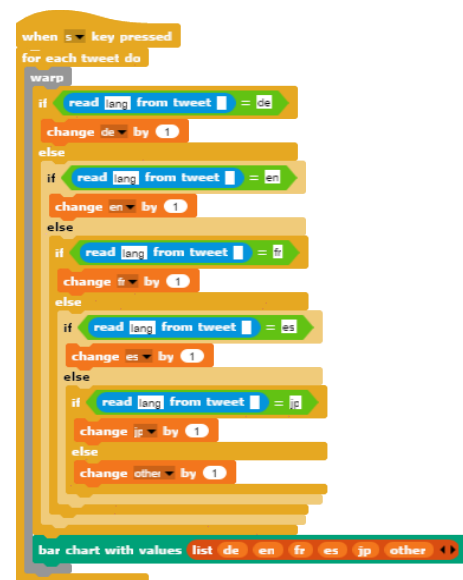 when s key pressed
for each tweet do
warp
if read lang from tweet = de
change de by 1
else
if read lang from tweet = en
change en by 1
else
if read lang from tweet = fr
change fr by 1
else
if read lang from tweet = es
change es by 1
else
if read lang from tweet = jp
change jp by 1
else
change other by 1
bar chart with values list de en fr es jp other